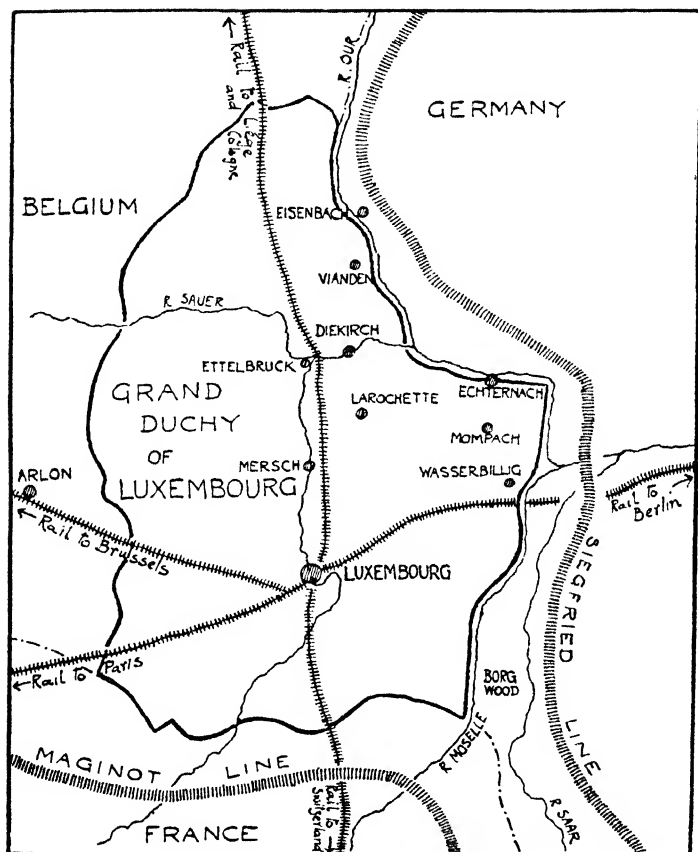 ← Rail to Liège
and Cologne
R. OUR
GERMANY
BELGIUM
EISENBACH
VIANDEN
R SAUER
DIEKIRCH
ETTELBRUCK
GRAND
DUCHY
OF
LUXEMBOURG
LAROCHETTE
ECHTERNACH
MOMPACH
MERSCH
WASSERBILLIG
ARLON
← Rail to Brussels
Rail to →
Berlin
LUXEMBOURG
SIEGFRIED
LINE
← Rail to Paris
BORG
WOOD
R MOSELLE
MAGINOT LINE
R SAAR
Rail to
Switzerland →
FRANCE